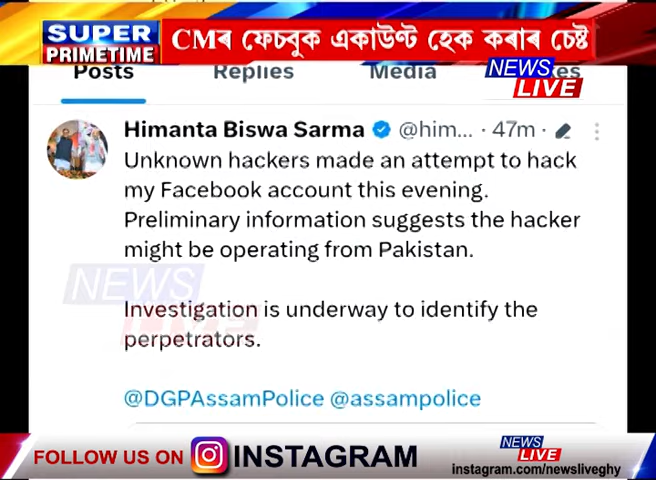 SUPER
PRIMETIME
CMৰ ফেচবুক একাউণ্ট হেক কৰাৰ চেষ্টা
Posts Replies Media
NEWS
LIVE
Himanta Biswa Sarma @him... · 47m ·
Unknown hackers made an attempt to hack
my Facebook account this evening.
Preliminary information suggests the hacker
might be operating from Pakistan.
NEWS
LIVE
Investigation is underway to identify the
perpetrators.
@DGPAssamPolice @assampolice
FOLLOW US ON INSTAGRAM
NEWS
LIVE
instagram.com/newsliveghy